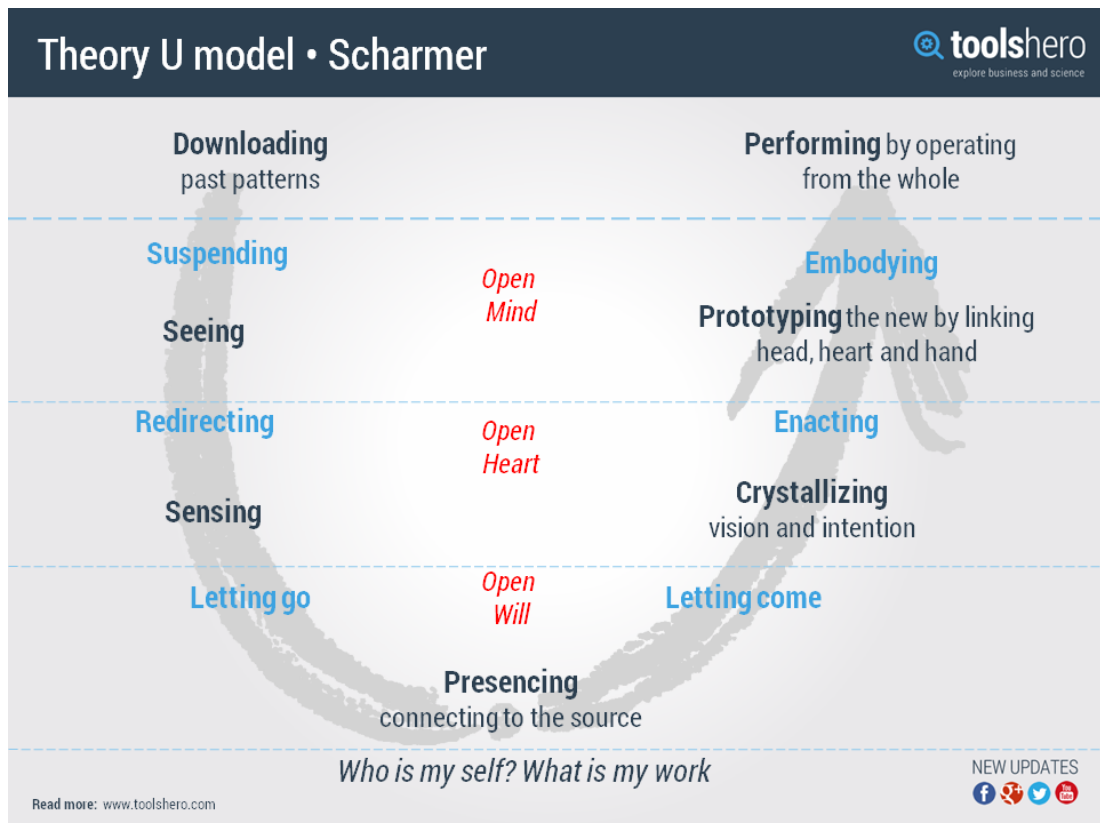 Theory U model • Scharmer
toolshero
explore business and science
Downloading
past patterns
Performing by operating
from the whole
Suspending
Embodying
Open
Mind
Seeing
Prototyping the new by linking
head, heart and hand
Redirecting
Enacting
Open
Heart
Sensing
Crystallizing
vision and intention
Open
Will
Letting go
Letting come
Presencing
connecting to the source
Who is my self? What is my work
NEW UPDATES
Read more: www.toolshero.com
f
g+
You
Tube